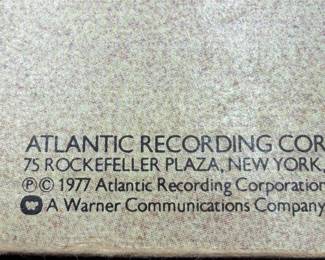 ATLANTIC RECORDING COR
75 ROCKEFELLER PLAZA, NEW YORK,
℗© 1977 Atlantic Recording Corporation
A Warner Communications Company